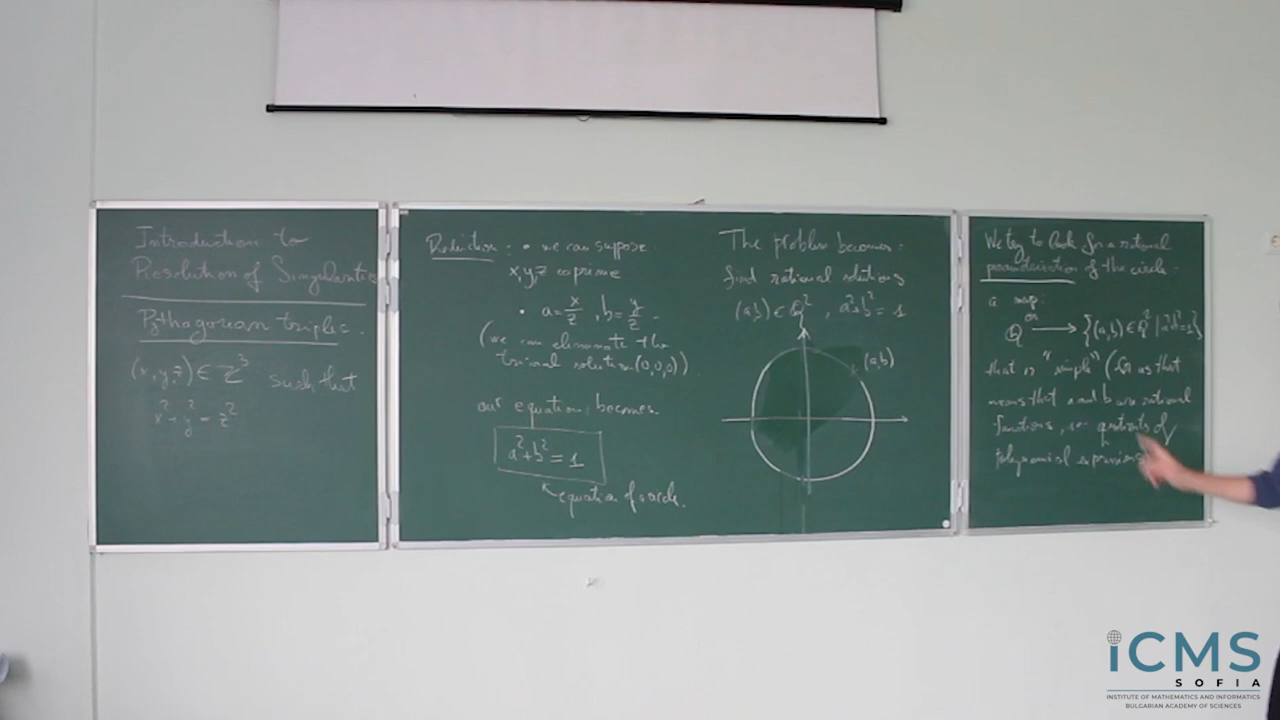 Introduction to
Resolution of Singularities
Pythagorean triples.
(x,y,z) ∈ ℤ³ such that
x²+y²=z²
Reduction: • we can suppose
x,y,z coprime
• a=x/z, b=y/z.
(we can eliminate the
trivial solution (0,0,0)).
our equation becomes
a²+b²=1
equation of a circle.
The problem becomes:
find rational solutions
(a,b) ∈ ℚ², a²+b²=1
(a,b)
We try to look for a rational
parametrization of the circle.
a map
ℚ → {(a,b) ∈ ℚ² | a²+b²=1}
that is "simple" (for us that
means that a and b are rational
functions, i.e. quotients of
polynomial expressions
iCMS
SOFIA
INSTITUTE OF MATHEMATICS AND INFORMATICS
BULGARIAN ACADEMY OF SCIENCES